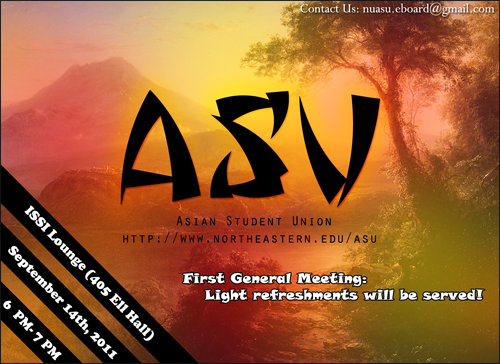 Contact Us: nuasu.eboard@gmail.com
ASU
Asian Student Union
http://www.northeastern.edu/asu
First General Meeting:
Light refreshments will be served!
ISSI Lounge (405 Ell Hall)
September 14th, 2011
6 PM-7 PM